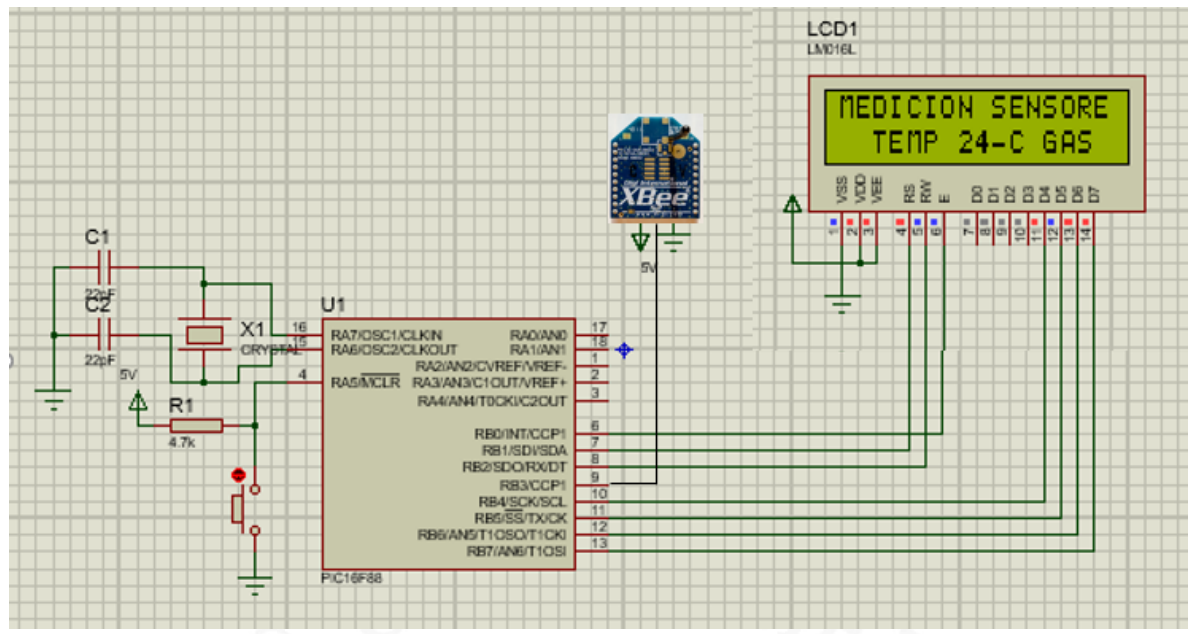 LCD1
LM016L
MEDICION SENSORE
TEMP 24-C GAS
VSS
VDD
VEE
RS
RW
E
D0
D1
D2
D3
D4
D5
D6
D7
1
2
3
4
5
6
7
8
9
10
11
12
13
14
Digi International
XBee
5V
C1
22pF
C2
22pF
X1
CRYSTAL
5V
R1
4.7k
U1
16 RA7/OSC1/CLKIN RA0/AN0 17
15 RA6/OSC2/CLKOUT RA1/AN1 18
RA2/AN2/CVREF/VREF- 1
4 RA5/MCLR RA3/AN3/C1OUT/VREF+ 2
RA4/AN4/T0CKI/C2OUT 3
RB0/INT/CCP1 6
RB1/SDI/SDA 7
RB2/SDO/RX/DT 8
RB3/CCP1 9
RB4/SCK/SCL 10
RB5/SS/TX/CK 11
RB6/AN5/T1OSO/T1CKI 12
RB7/AN6/T1OSI 13
PIC16F88